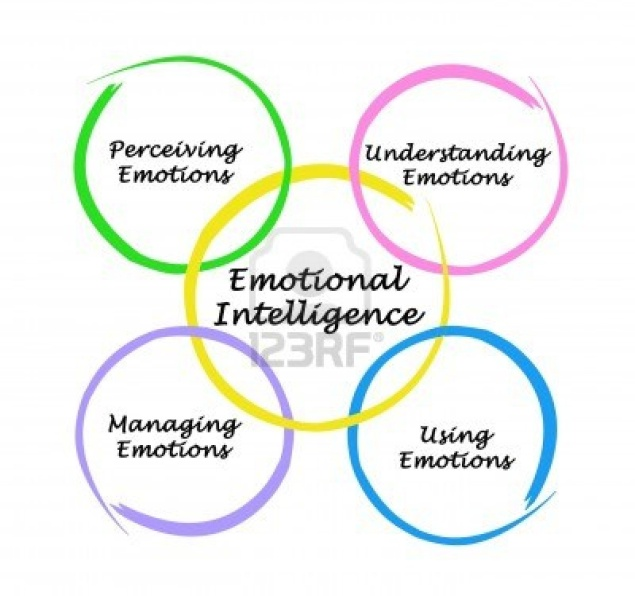 Perceiving
Emotions
Understanding
Emotions
Emotional
Intelligence
123RF
Managing
Emotions
Using
Emotions